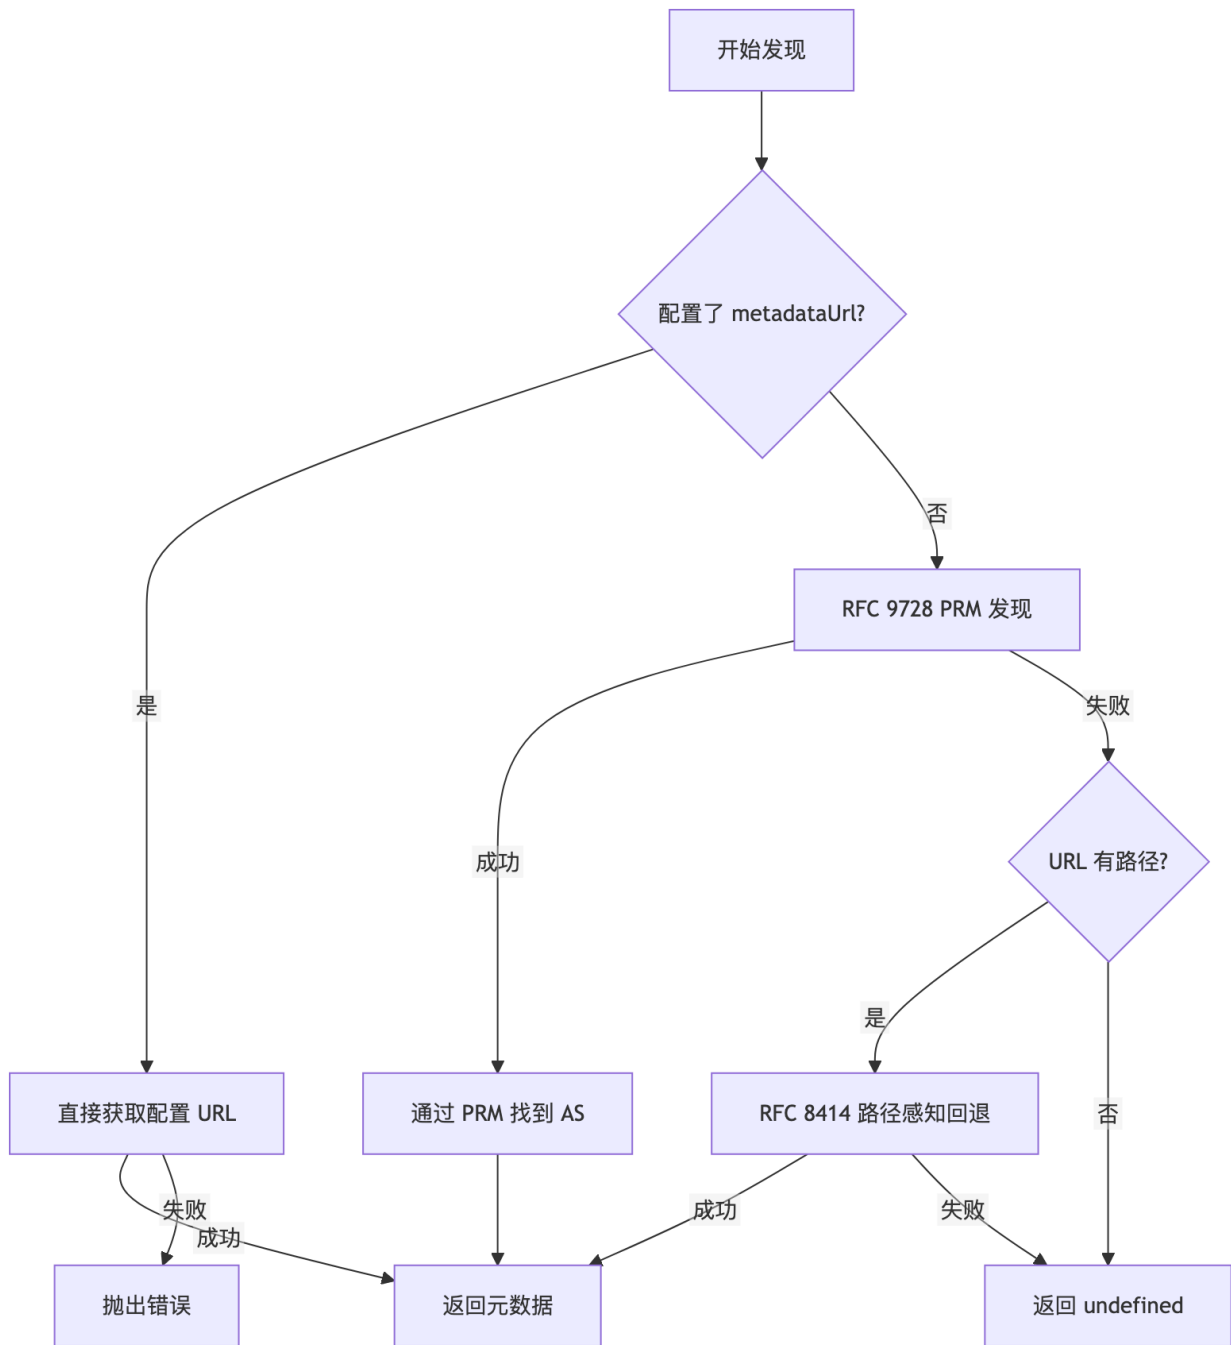 开始发现
配置了 metadataUrl?
否
RFC 9728 PRM 发现
是
失败
成功
URL 有路径?
是
直接获取配置 URL
通过 PRM 找到 AS
RFC 8414 路径感知回退
否
失败
成功
成功
失败
抛出错误
返回元数据
返回 undefined